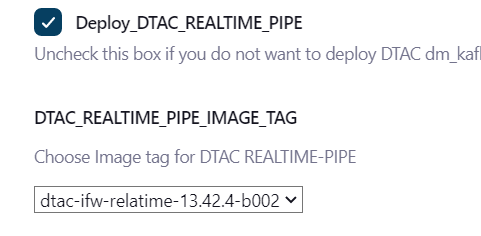 Deploy_DTAC_REALTIME_PIPE
Uncheck this box if you do not want to deploy DTAC dm_kaf
DTAC_REALTIME_PIPE_IMAGE_TAG
Choose Image tag for DTAC REALTIME-PIPE
dtac-ifw-relatime-13.42.4-b002